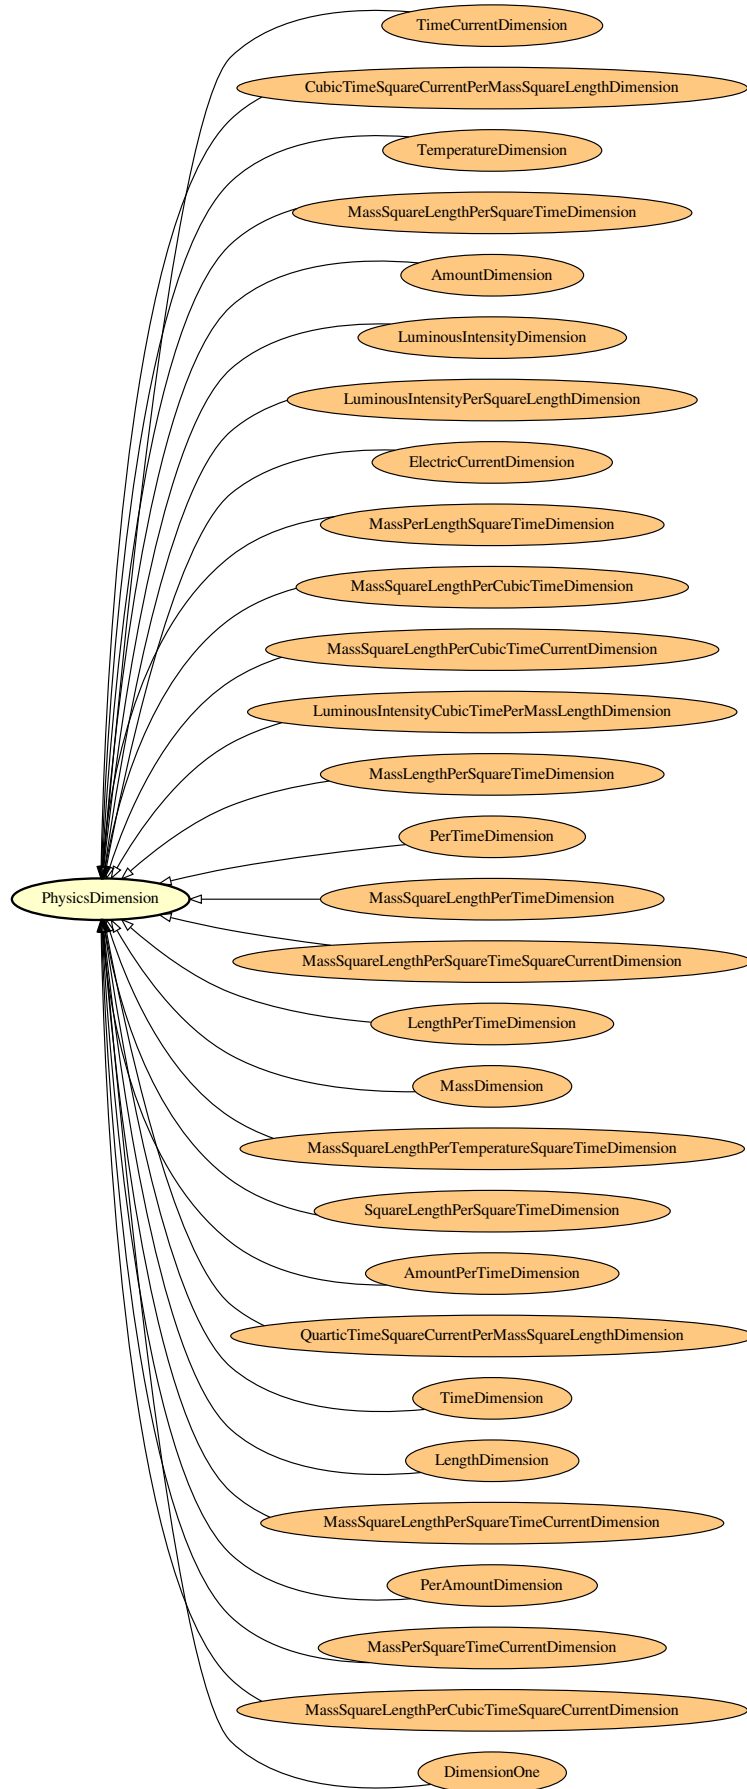 TimeCurrentDimension
CubicTimeSquareCurrentPerMassSquareLengthDimension
TemperatureDimension
MassSquareLengthPerSquareTimeDimension
AmountDimension
LuminousIntensityDimension
LuminousIntensityPerSquareLengthDimension
ElectricCurrentDimension
MassPerLengthSquareTimeDimension
MassSquareLengthPerCubicTimeDimension
MassSquareLengthPerCubicTimeCurrentDimension
LuminousIntensityCubicTimePerMassLengthDimension
MassLengthPerSquareTimeDimension
PerTimeDimension
PhysicsDimension
MassSquareLengthPerTimeDimension
MassSquareLengthPerSquareTimeSquareCurrentDimension
LengthPerTimeDimension
MassDimension
MassSquareLengthPerTemperatureSquareTimeDimension
SquareLengthPerSquareTimeDimension
AmountPerTimeDimension
QuarticTimeSquareCurrentPerMassSquareLengthDimension
TimeDimension
LengthDimension
MassSquareLengthPerSquareTimeCurrentDimension
PerAmountDimension
MassPerSquareTimeCurrentDimension
MassSquareLengthPerCubicTimeSquareCurrentDimension
DimensionOne